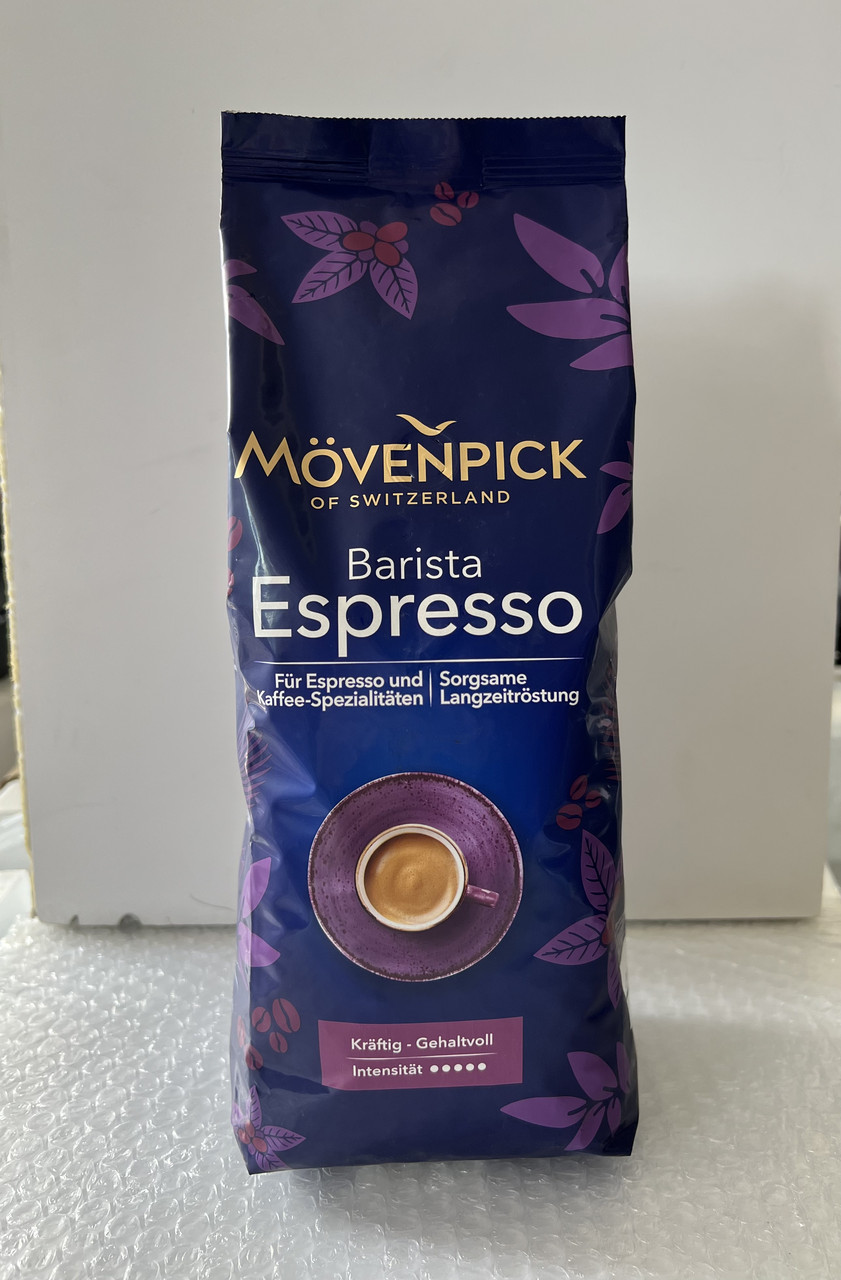 MÖVENPICK
OF SWITZERLAND
Barista
Espresso
Für Espresso und
Kaffee-Spezialitäten
Sorgsame
Langzeitröstung
Kräftig - Gehaltvoll
Intensität